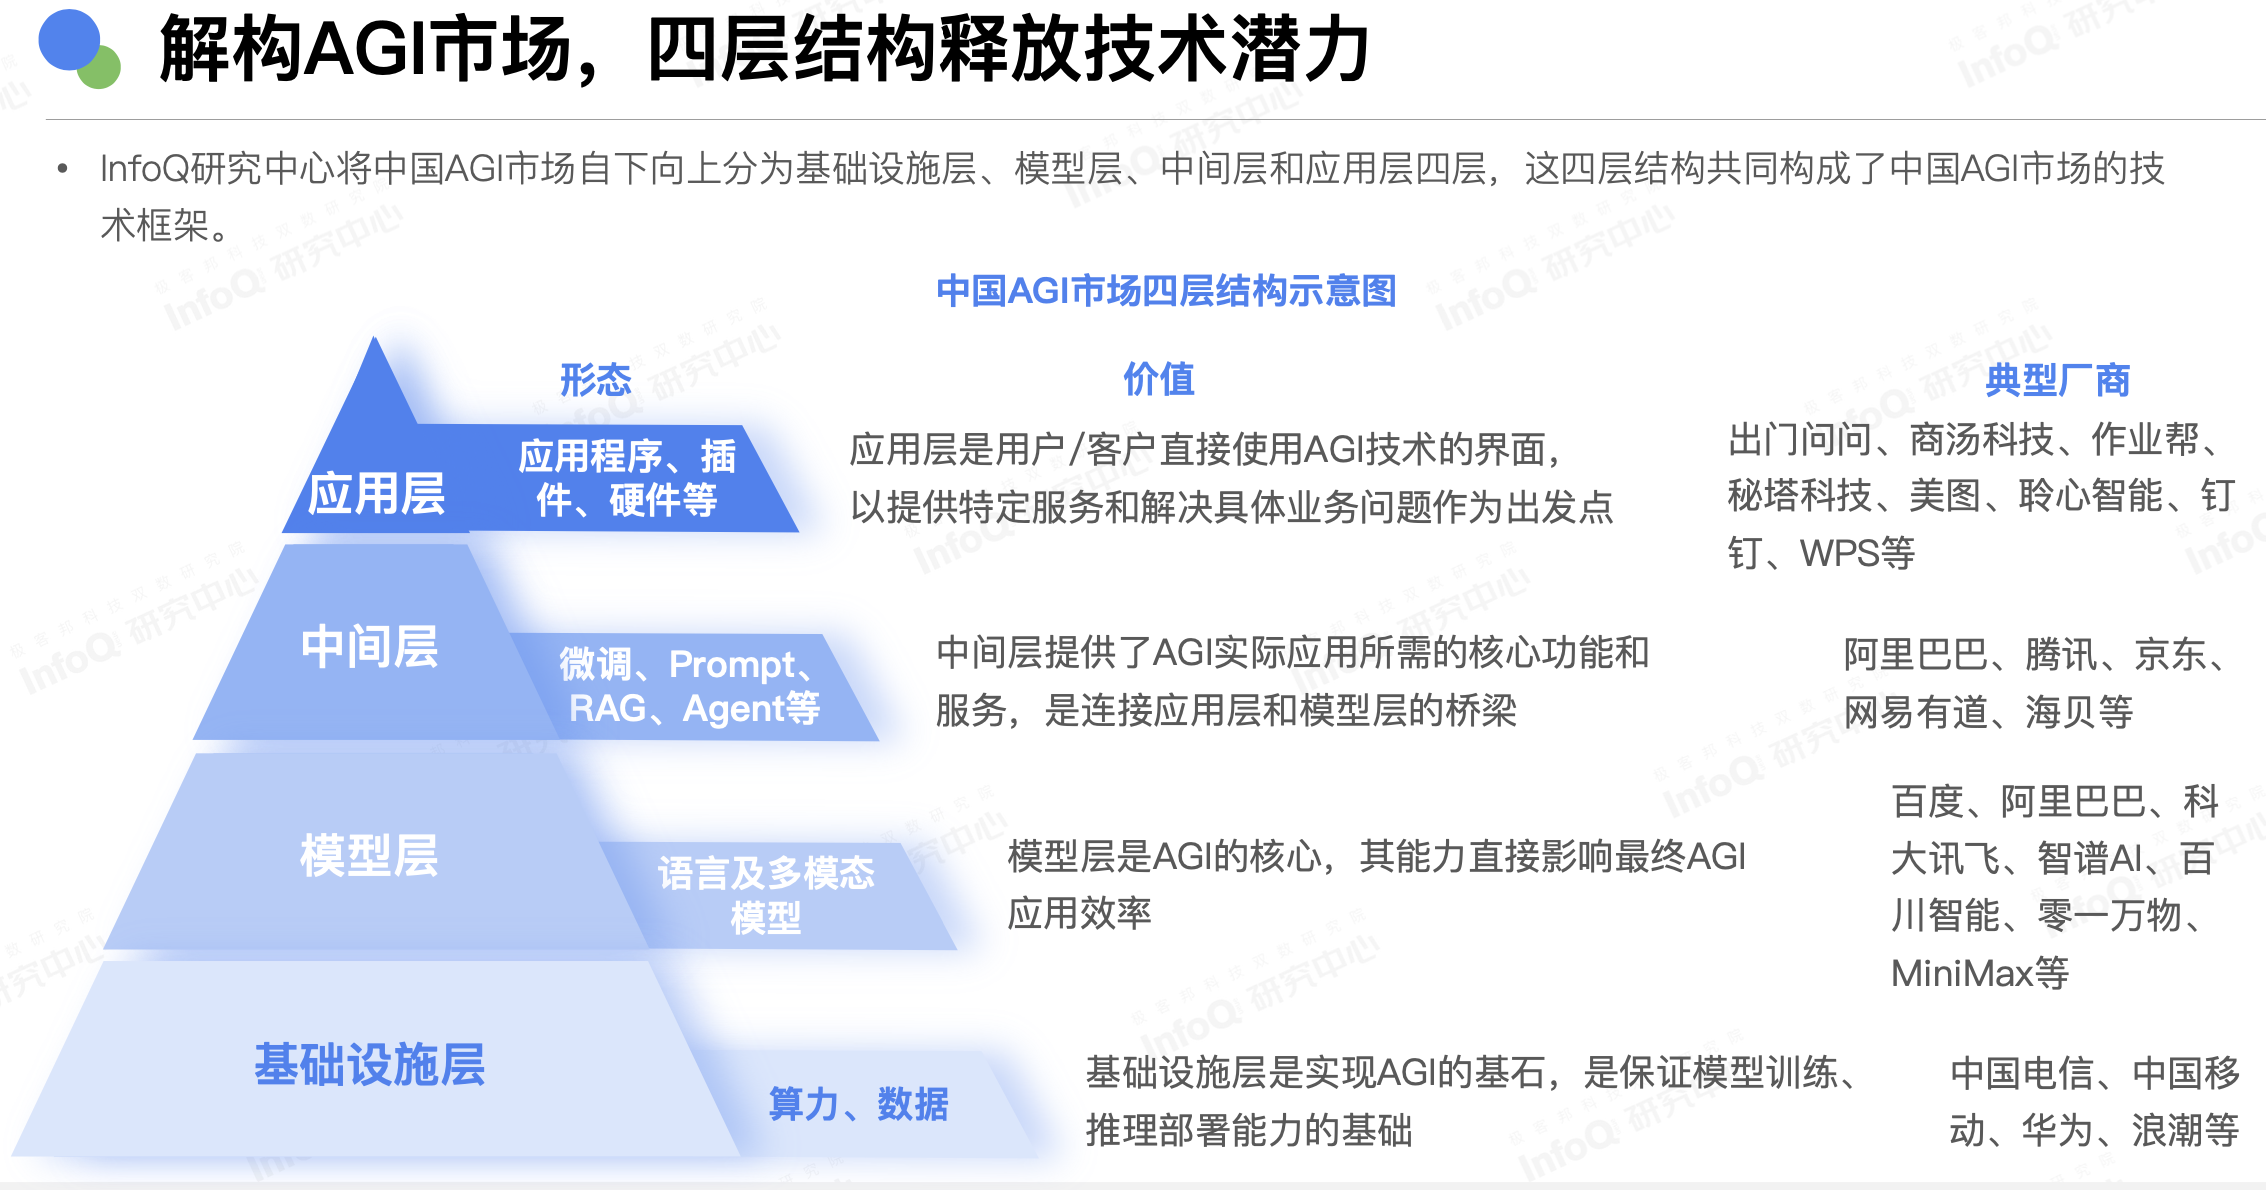 解构AGI市场，四层结构释放技术潜力
• InfoQ研究中心将中国AGI市场自下向上分为基础设施层、模型层、中间层和应用层四层，这四层结构共同构成了中国AGI市场的技
术框架。
中国AGI市场四层结构示意图
形态
价值
典型厂商
应用层
应用程序、插
件、硬件等
应用层是用户/客户直接使用AGI技术的界面，
以提供特定服务和解决具体业务问题作为出发点
出门问问、商汤科技、作业帮、
秘塔科技、美图、聆心智能、钉
钉、WPS等
中间层
微调、Prompt、
RAG、Agent等
中间层提供了AGI实际应用所需的核心功能和
服务，是连接应用层和模型层的桥梁
阿里巴巴、腾讯、京东、
网易有道、海贝等
模型层
语言及多模态
模型
模型层是AGI的核心，其能力直接影响最终AGI
应用效率
百度、阿里巴巴、科
大讯飞、智谱AI、百
川智能、零一万物、
MiniMax等
基础设施层
算力、数据
基础设施层是实现AGI的基石，是保证模型训练、
推理部署能力的基础
中国电信、中国移
动、华为、浪潮等
极客邦科技双数研究院
InfoQ 研究中心